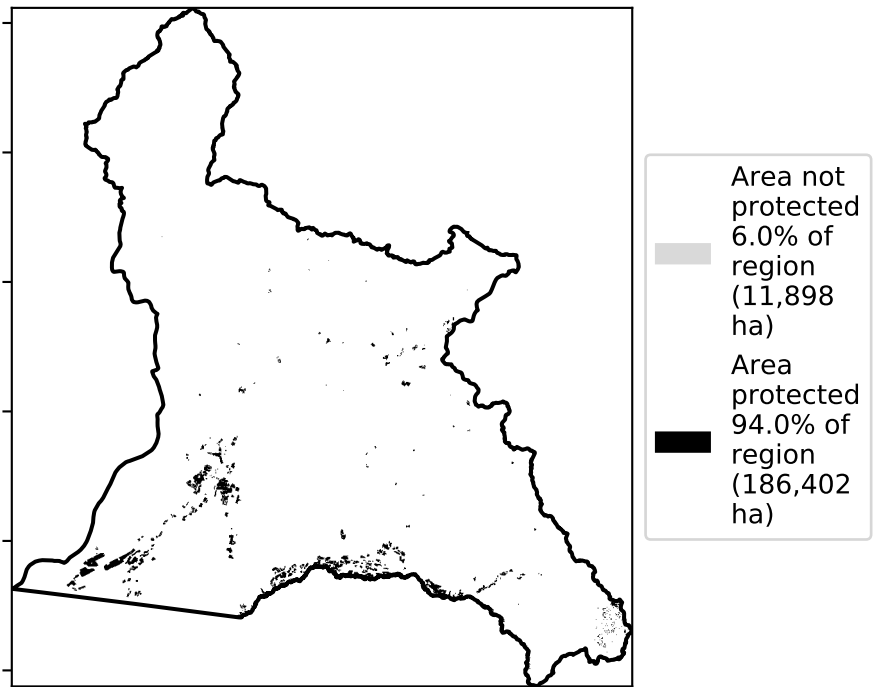 Area not
protected
6.0% of
region
(11,898
ha)
Area
protected
94.0% of
region
(186,402
ha)